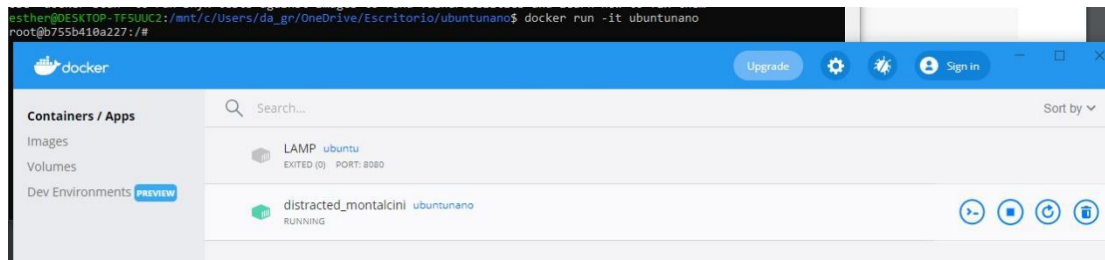 esther@DESKTOP-TF5UUC2:/mnt/c/Users/da_gr/OneDrive/Escritorio/ubuntunano$ docker run -it ubuntunano
root@b755b410a227:/#
docker
Upgrade
Sign in
Containers / Apps
Search...
Sort by
Images
LAMP ubuntu
EXITED (0) PORT: 8080
Volumes
Dev Environments PREVIEW
distracted_montalcini ubuntunano
RUNNING